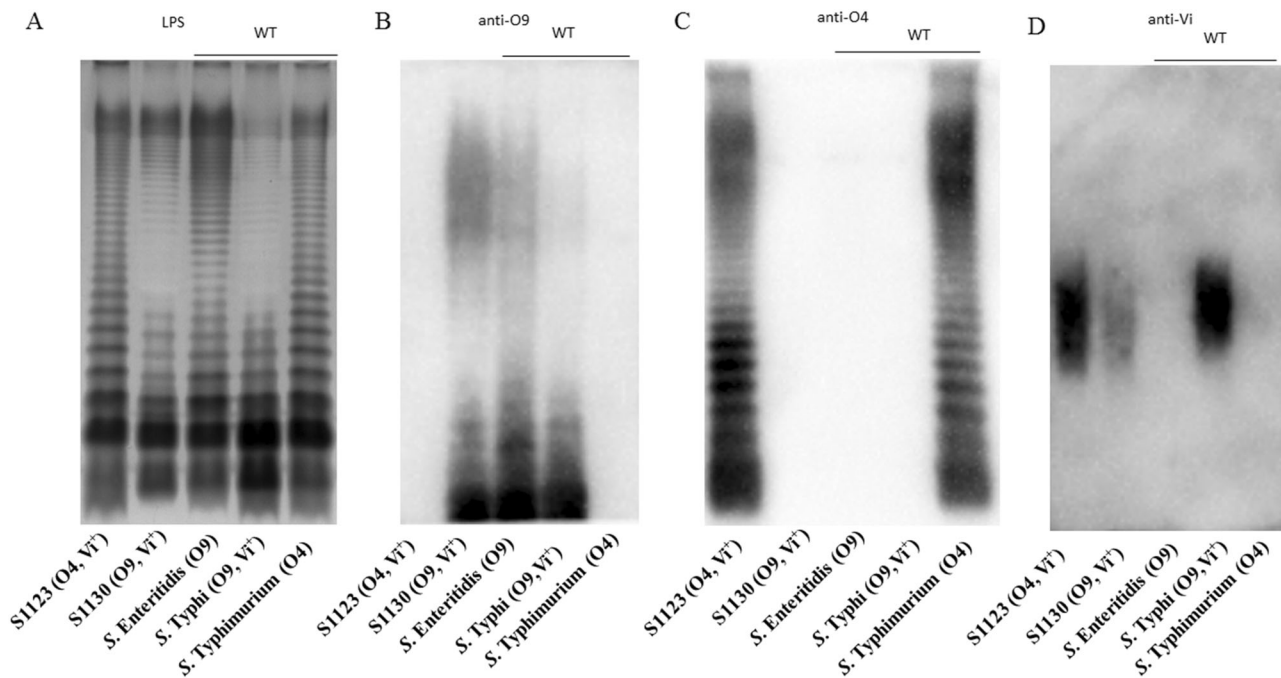 A
LPS
WT
S1123 (O4, Vi⁺)
S1130 (O9, Vi⁺)
S. Enteritidis (O9)
S. Typhi (O9, Vi⁺)
S. Typhimurium (O4)
B
anti-O9
WT
S1123 (O4, Vi⁺)
S1130 (O9, Vi⁺)
S. Enteritidis (O9)
S. Typhi (O9, Vi⁺)
S. Typhimurium (O4)
C
anti-O4
WT
S1123 (O4, Vi⁺)
S1130 (O9, Vi⁺)
S. Enteritidis (O9)
S. Typhi (O9, Vi⁺)
S. Typhimurium (O4)
D
anti-Vi
WT
S1123 (O4, Vi⁺)
S1130 (O9, Vi⁺)
S. Enteritidis (O9)
S. Typhi (O9, Vi⁺)
S. Typhimurium (O4)